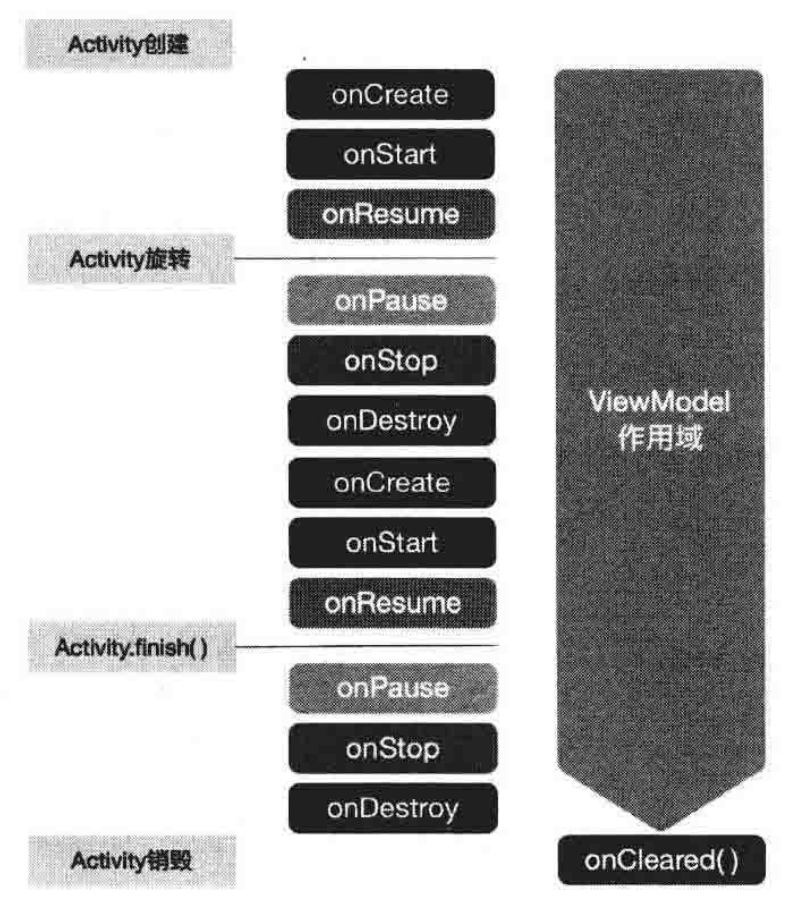 Activity创建
onCreate
onStart
onResume
Activity旋转
onPause
onStop
onDestroy
ViewModel
作用域
onCreate
onStart
onResume
Activity.finish( )
onPause
onStop
onDestroy
Activity销毁
onCleared( )